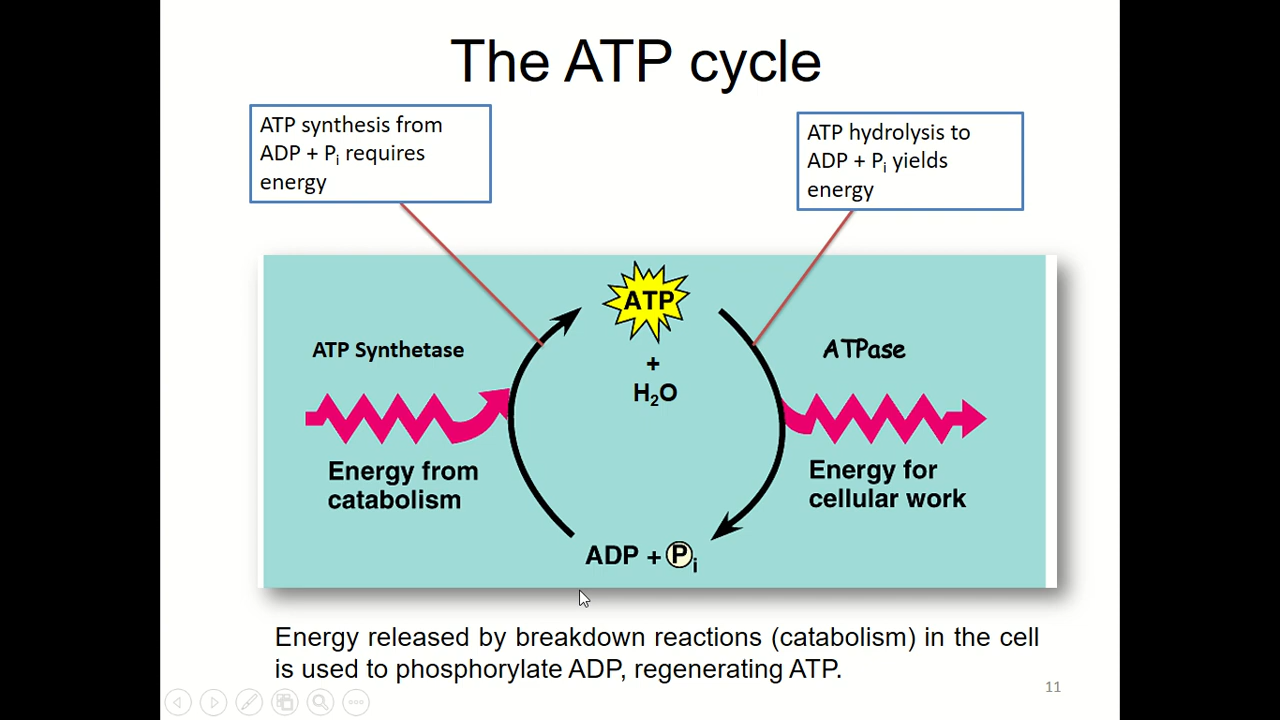 The ATP cycle
ATP synthesis from
ADP + Pi requires
energy
ATP hydrolysis to
ADP + Pi yields
energy
ATP
+
H₂O
ATP Synthetase
ATPase
Energy from
catabolism
Energy for
cellular work
ADP + Pi
Energy released by breakdown reactions (catabolism) in the cell
is used to phosphorylate ADP, regenerating ATP.
11